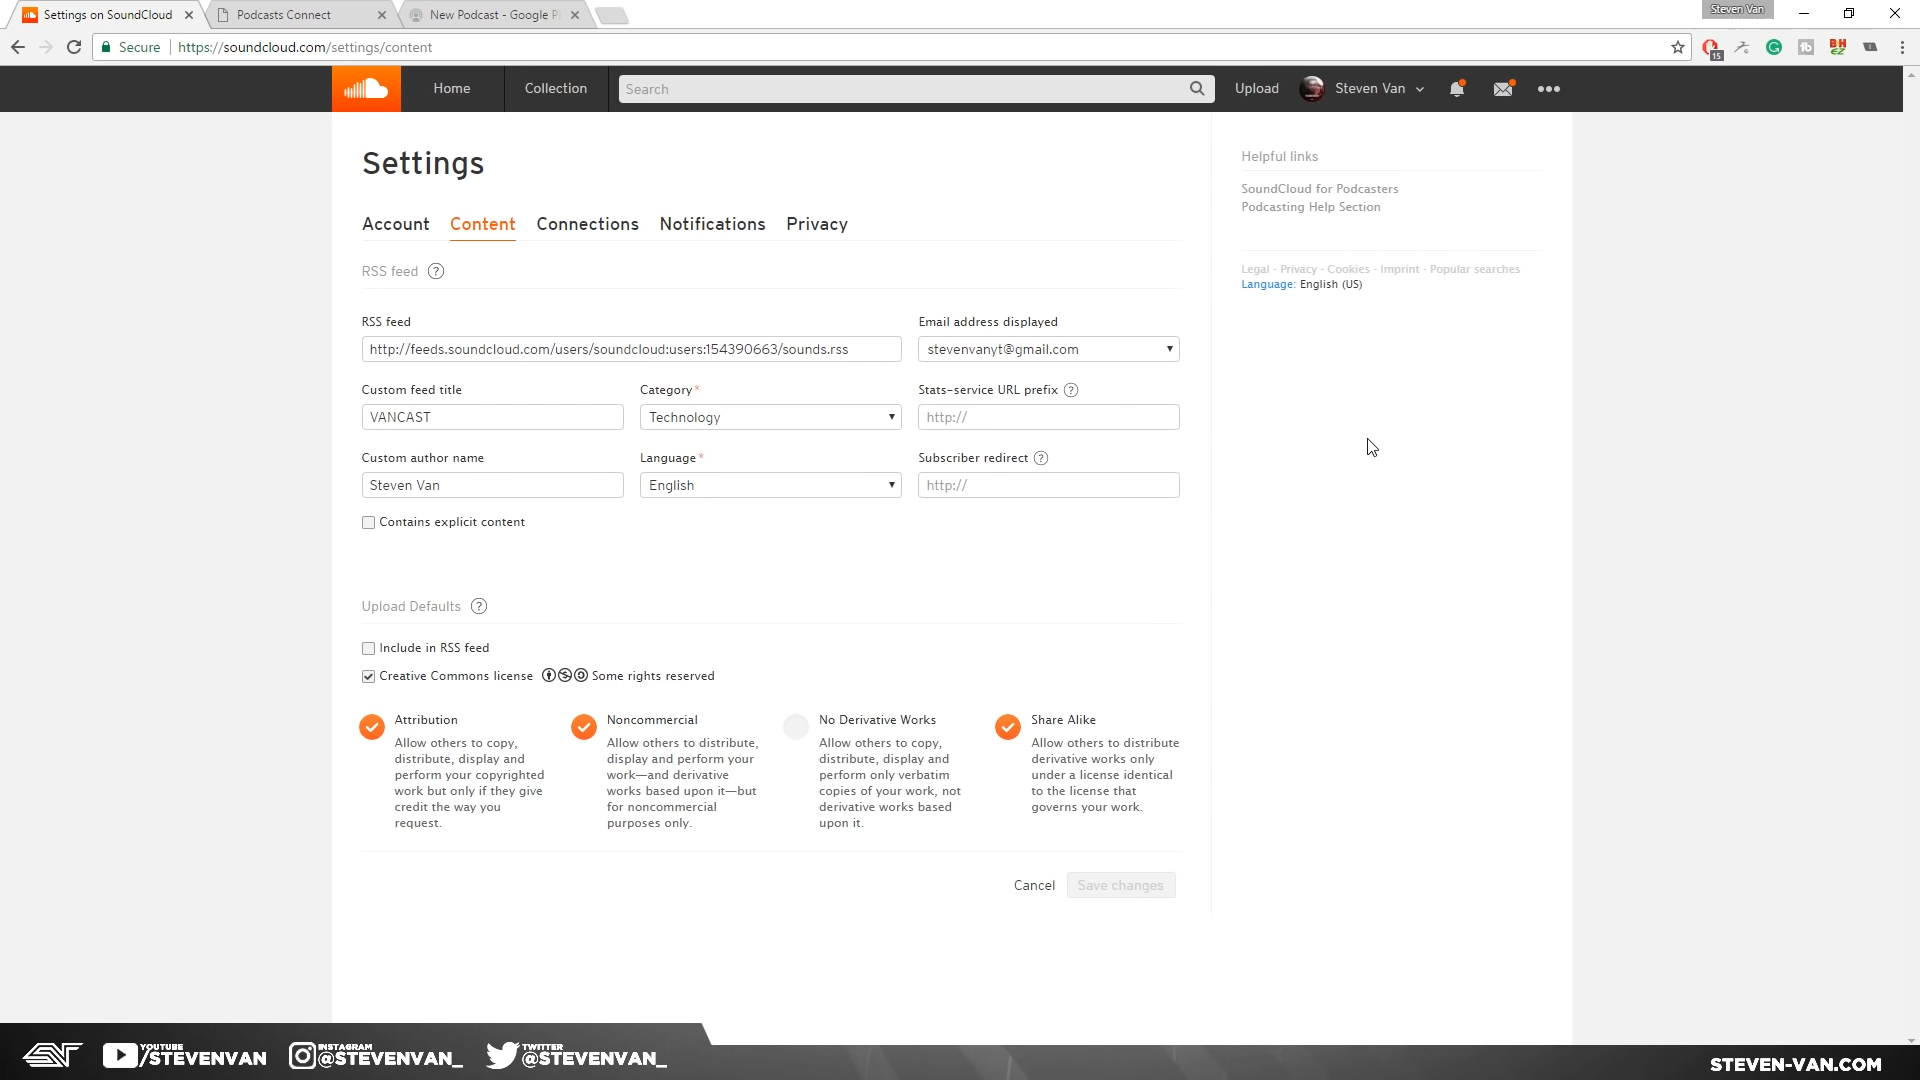 Settings on SoundCloud
Podcasts Connect
New Podcast - Google P
Steven Van
Secure
https://soundcloud.com/settings/content
15
Home
Collection
Search
Upload
Steven Van
Settings
Account
Content
Connections
Notifications
Privacy
RSS feed ?
RSS feed
http://feeds.soundcloud.com/users/soundcloud:users:154390663/sounds.rss
Email address displayed
stevenvanyt@gmail.com
Custom feed title
VANCAST
Category*
Technology
Stats-service URL prefix ?
http://
Custom author name
Steven Van
Language*
English
Subscriber redirect ?
http://
Contains explicit content
Upload Defaults ?
Include in RSS feed
Creative Commons license
Some rights reserved
Attribution
Allow others to copy,
distribute, display and
perform your copyrighted
work but only if they give
credit the way you
request.
Noncommercial
Allow others to distribute,
display and perform your
work—and derivative
works based upon it—but
for noncommercial
purposes only.
No Derivative Works
Allow others to copy,
distribute, display and
perform only verbatim
copies of your work, not
derivative works based
upon it.
Share Alike
Allow others to distribute
derivative works only
under a license identical
to the license that
governs your work.
Cancel
Save changes
Helpful links
SoundCloud for Podcasters
Podcasting Help Section
Legal - Privacy - Cookies - Imprint - Popular searches
Language: English (US)
YOUTUBE
/STEVENVAN
INSTAGRAM
@STEVENVAN_
TWITTER
@STEVENVAN_
STEVEN-VAN.COM